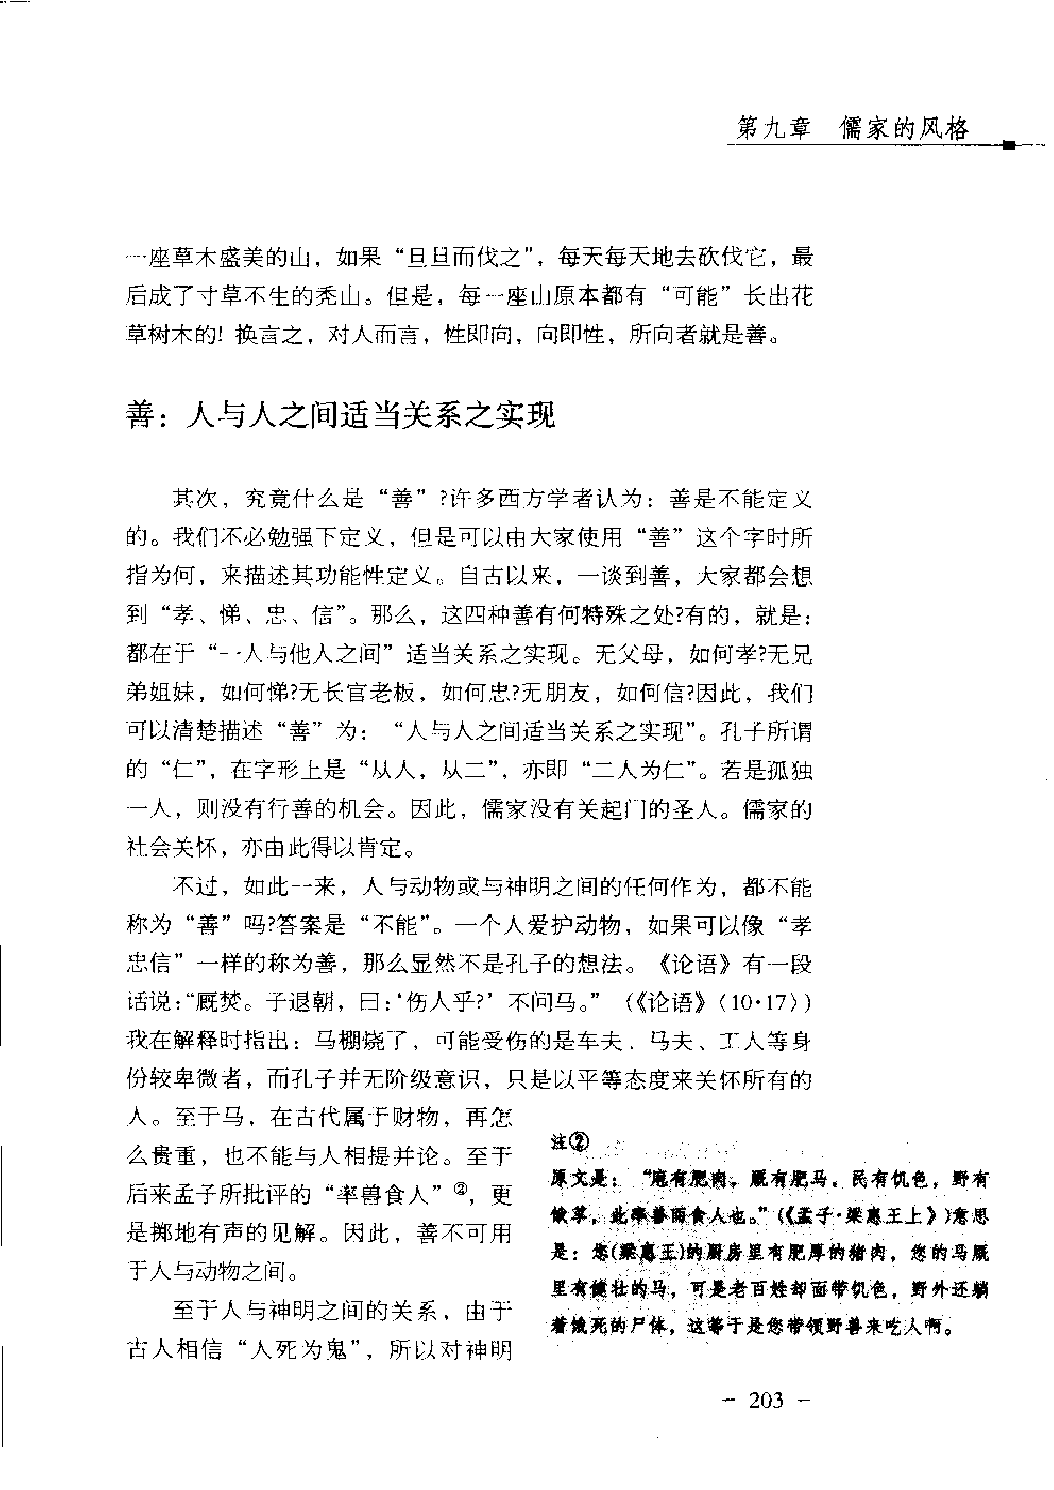 第九章 儒家的风格
一座草木盛美的山，如果“旦旦而伐之”，每天每天地去砍伐它，最
后成了寸草不生的秃山。但是，每一座山原本都有“可能”长出花
草树木的！换言之，对人而言，性即向，向即性，所向者就是善。
善：人与人之间适当关系之实现
其次，究竟什么是“善”?许多西方学者认为：善是不能定义
的。我们不必勉强下定义，但是可以由大家使用“善”这个字时所
指为何，来描述其功能性定义。自古以来，一谈到善，大家都会想
到“孝、悌、忠、信”。那么，这四种善有何特殊之处?有的，就是：
都在于“一人与他人之间”适当关系之实现。无父母，如何孝?无兄
弟姐妹，如何悌?无长官老板，如何忠?无朋友，如何信?因此，我们
可以清楚描述“善”为：“人与人之间适当关系之实现”。孔子所谓
的“仁”，在字形上是“从人，从二”，亦即“二人为仁”。若是孤独
一人，则没有行善的机会。因此，儒家没有关起门的圣人。儒家的
社会关怀，亦由此得以肯定。
不过，如此一来，人与动物或与神明之间的任何作为，都不能
称为“善”吗?答案是“不能”。一个人爱护动物，如果可以像“孝
忠信”一样的称为善，那么显然不是孔子的想法。《论语》有一段
话说：“厩焚。子退朝，曰：‘伤人乎?’不问马。”（《论语》〈10·17〉）
我在解释时指出：马棚烧了，可能受伤的是车夫、马夫、工人等身
份较卑微者，而孔子并无阶级意识，只是以平等态度来关怀所有的
人。至于马，在古代属于财物，再怎
么贵重，也不能与人相提并论。至于
后来孟子所批评的“率兽食人”②，更
是掷地有声的见解。因此，善不可用
于人与动物之间。
至于人与神明之间的关系，由于
古人相信“人死为鬼”，所以对神明
注②
原文是：“庖有肥肉，厩有肥马，民有饥色，野有
饿莩，此率兽而食人也。”(《孟子·梁惠王上》)意思
是：您(梁惠王)的厨房里有肥厚的猪肉，您的马厩
里有健壮的马，可是老百姓却面带饥色，野外还躺
着饿死的尸体，这等于是您带领野兽来吃人啊。
- 203 -